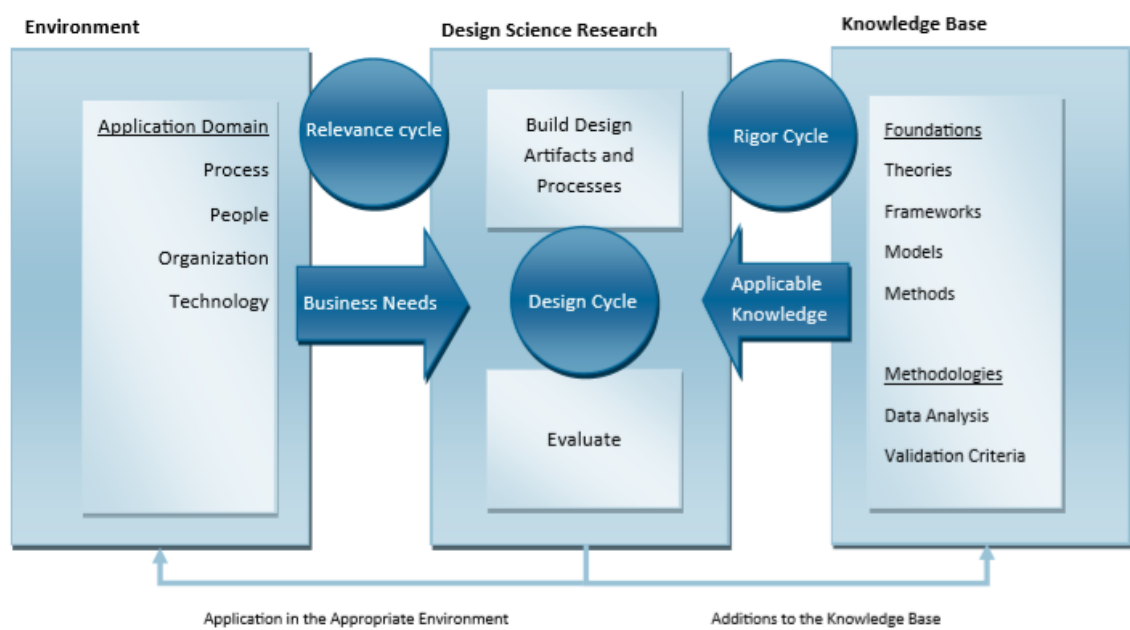 Environment
Design Science Research
Knowledge Base
Application Domain
Process
People
Organization
Technology
Relevance cycle
Business Needs
Build Design
Artifacts and
Processes
Design Cycle
Evaluate
Rigor Cycle
Applicable
Knowledge
Foundations
Theories
Frameworks
Models
Methods
Methodologies
Data Analysis
Validation Criteria
Application in the Appropriate Environment
Additions to the Knowledge Base